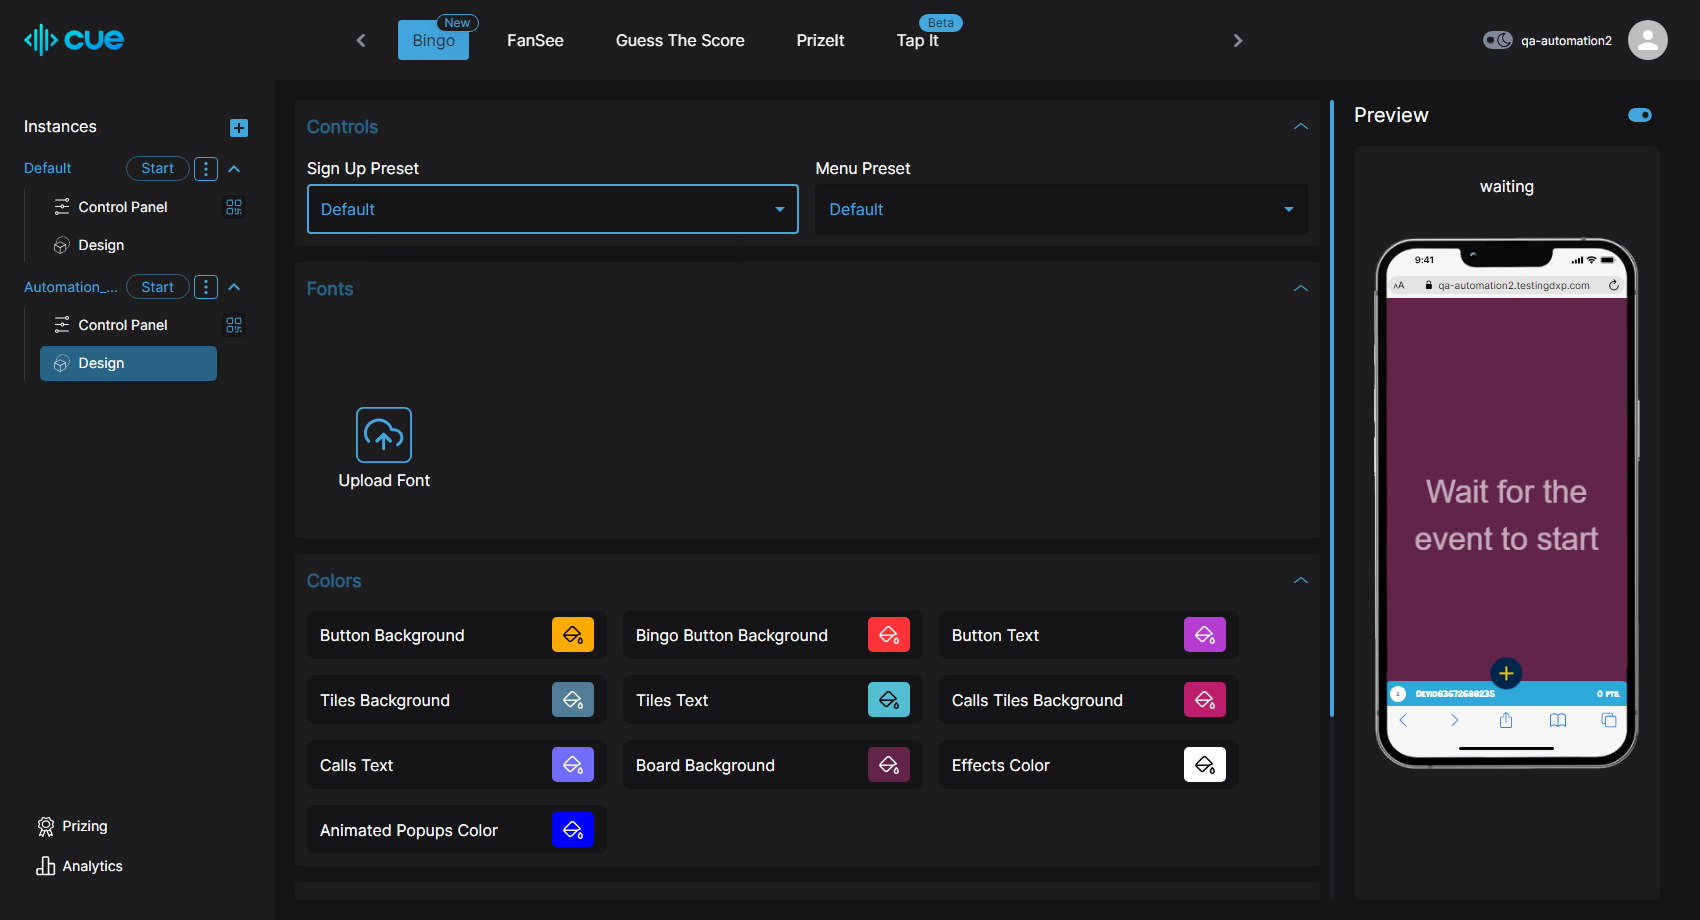 cue
Bingo
New
FanSee
Guess The Score
PrizeIt
Tap It
Beta
qa-automation2
Instances
Default
Start
Control Panel
Design
Automation_...
Start
Control Panel
Design
Prizing
Analytics
Controls
Sign Up Preset
Menu Preset
Default
Default
Fonts
Upload Font
Colors
Button Background
Bingo Button Background
Button Text
Tiles Background
Tiles Text
Calls Tiles Background
Calls Text
Board Background
Effects Color
Animated Popups Color
Preview
waiting
9:41
AA
qa-automation2.testingdxp.com
Wait for the
event to start
DEVID83672680235
0 PTS.